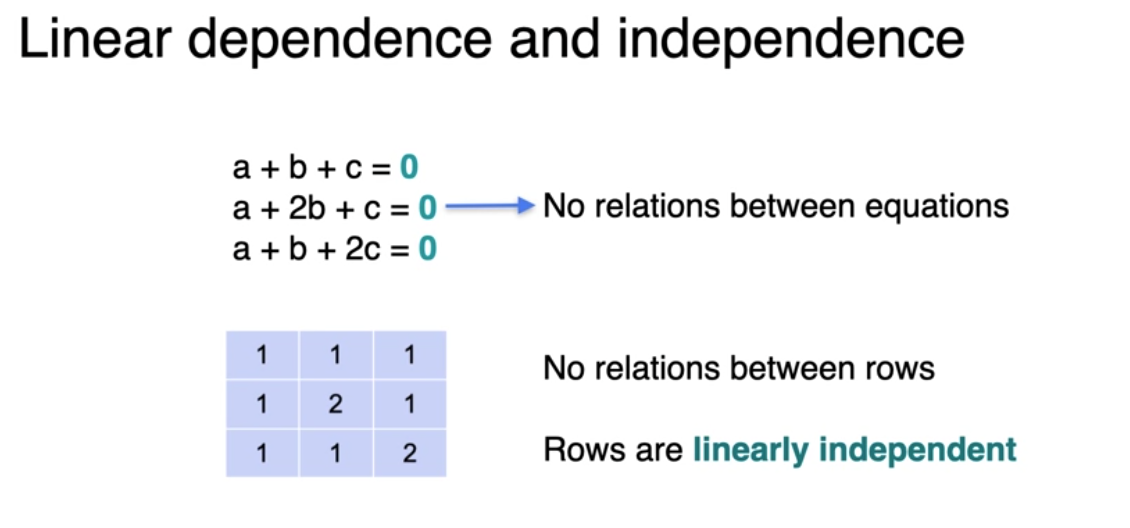 Linear dependence and independence
a + b + c = 0
a + 2b + c = 0
No relations between equations
a + b + 2c = 0
1 1 1
No relations between rows
1 2 1
1 1 2
Rows are linearly independent